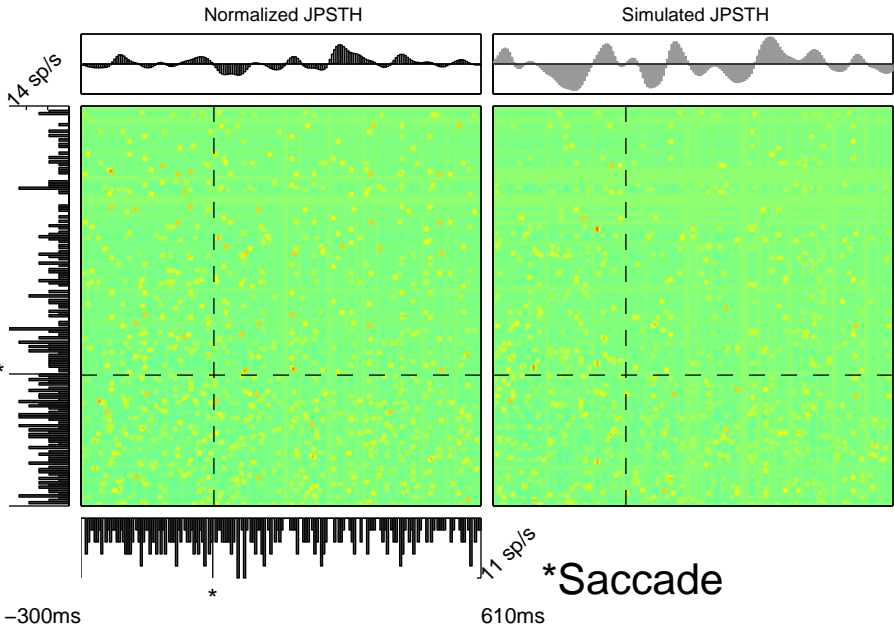 Normalized JPSTH
Simulated JPSTH
14 sp/s
*
11 sp/s
*Saccade
*
−300ms
610ms